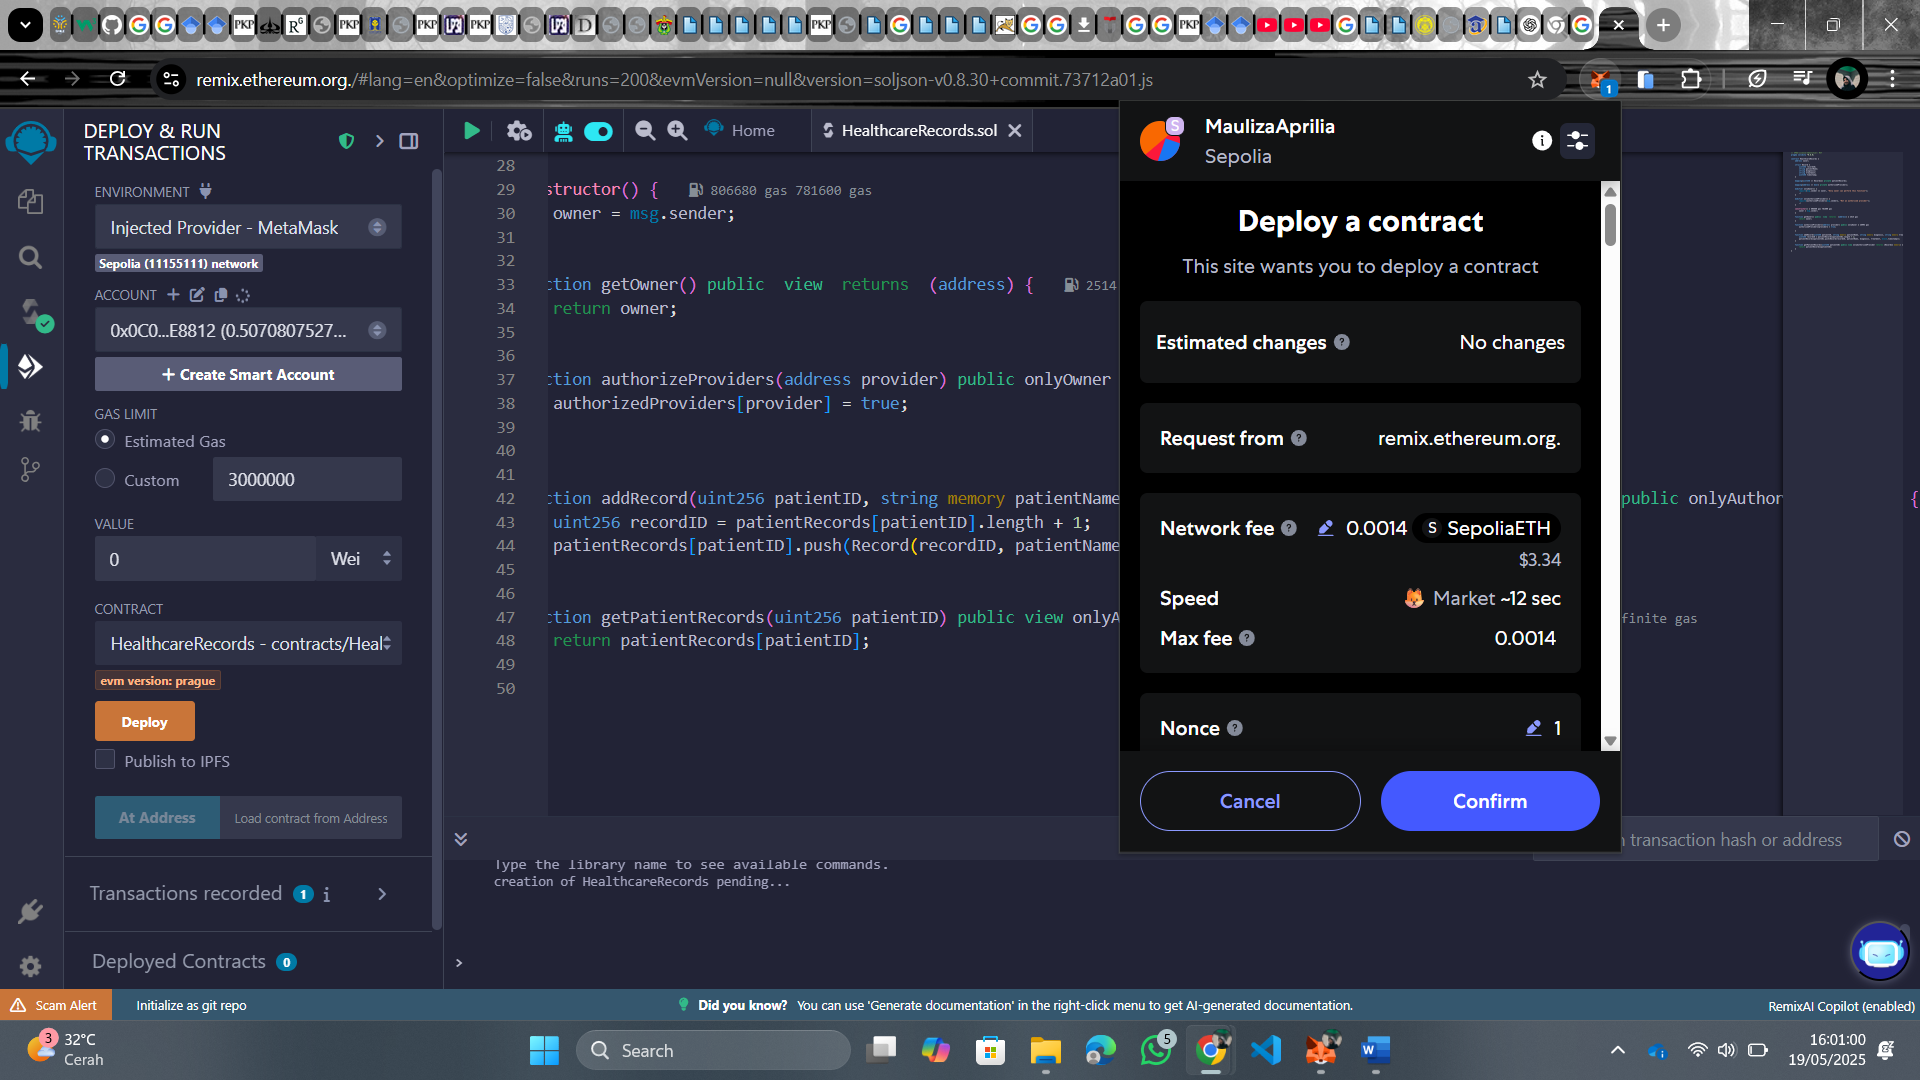 remix.ethereum.org./#lang=en&optimize=false&runs=200&evmVersion=null&version=soljson-v0.8.30+commit.73712a01.js
1
DEPLOY & RUN
TRANSACTIONS
ENVIRONMENT
Injected Provider - MetaMask
Sepolia (11155111) network
ACCOUNT
0x0C0...E8812 (0.5070807527...
+ Create Smart Account
GAS LIMIT
Estimated Gas
Custom
3000000
VALUE
0
Wei
CONTRACT
HealthcareRecords - contracts/Heal
evm version: prague
Deploy
Publish to IPFS
At Address
Load contract from Address
Transactions recorded 1 i
Deployed Contracts 0
Home
HealthcareRecords.sol
28
29 structor() { 806680 gas 781600 gas
30 owner = msg.sender;
31
32
33 ction getOwner() public view returns (address) { 2514
34 return owner;
35
36
37 ction authorizeProviders(address provider) public onlyOwner
38 authorizedProviders[provider] = true;
39
40
41
42 ction addRecord(uint256 patientID, string memory patientName public onlyAuthor {
43 uint256 recordID = patientRecords[patientID].length + 1;
44 patientRecords[patientID].push(Record(recordID, patientName
45
46
47 ction getPatientRecords(uint256 patientID) public view onlyA finite gas
48 return patientRecords[patientID];
49
50
MaulizaAprilia
Sepolia
Deploy a contract
This site wants you to deploy a contract
Estimated changes
No changes
Request from
remix.ethereum.org.
Network fee
0.0014
S SepoliaETH
$3.34
Speed
Market ~12 sec
Max fee
0.0014
Nonce
1
Cancel
Confirm
transaction hash or address
Type the library name to see available commands.
creation of HealthcareRecords pending...
>
Scam Alert
Initialize as git repo
Did you know? You can use 'Generate documentation' in the right-click menu to get AI-generated documentation.
RemixAI Copilot (enabled)
3
32°C
Cerah
Search
5
16:01:00
19/05/2025